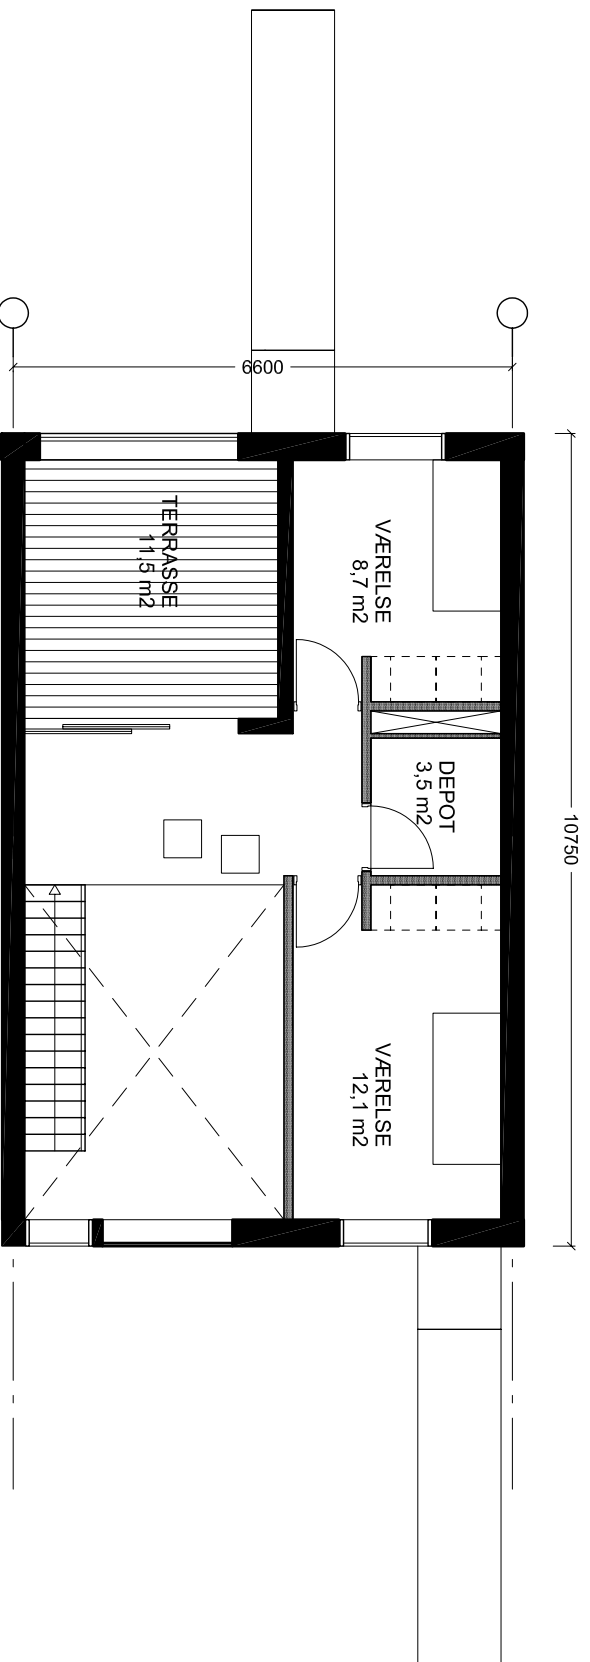 6600
TERRASSE
11,5 m2
VÆRELSE
8,7 m2
DEPOT
3,5 m2
10750
VÆRELSE
12,1 m2